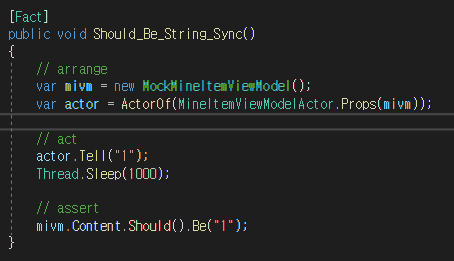 [Fact]
public void Should_Be_String_Sync()
{
// arrange
var mivm = new MockMineItemViewModel();
var actor = ActorOf(MineItemViewModelActor.Props(mivm));
// act
actor.Tell("1");
Thread.Sleep(1000);
// assert
mivm.Content.Should().Be("1");
}